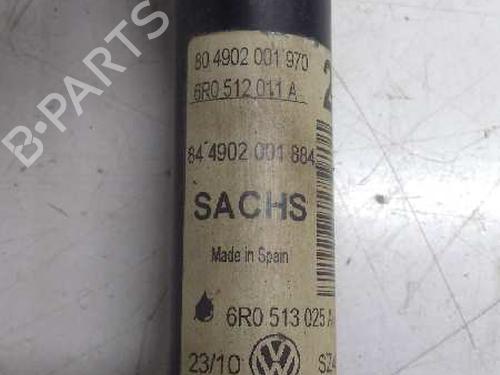 80 4902 001 970
6R0 512 011 A
84 4902 001 884
SACHS
Made in Spain
6R0 513 025 A
23/10
B-PARTS